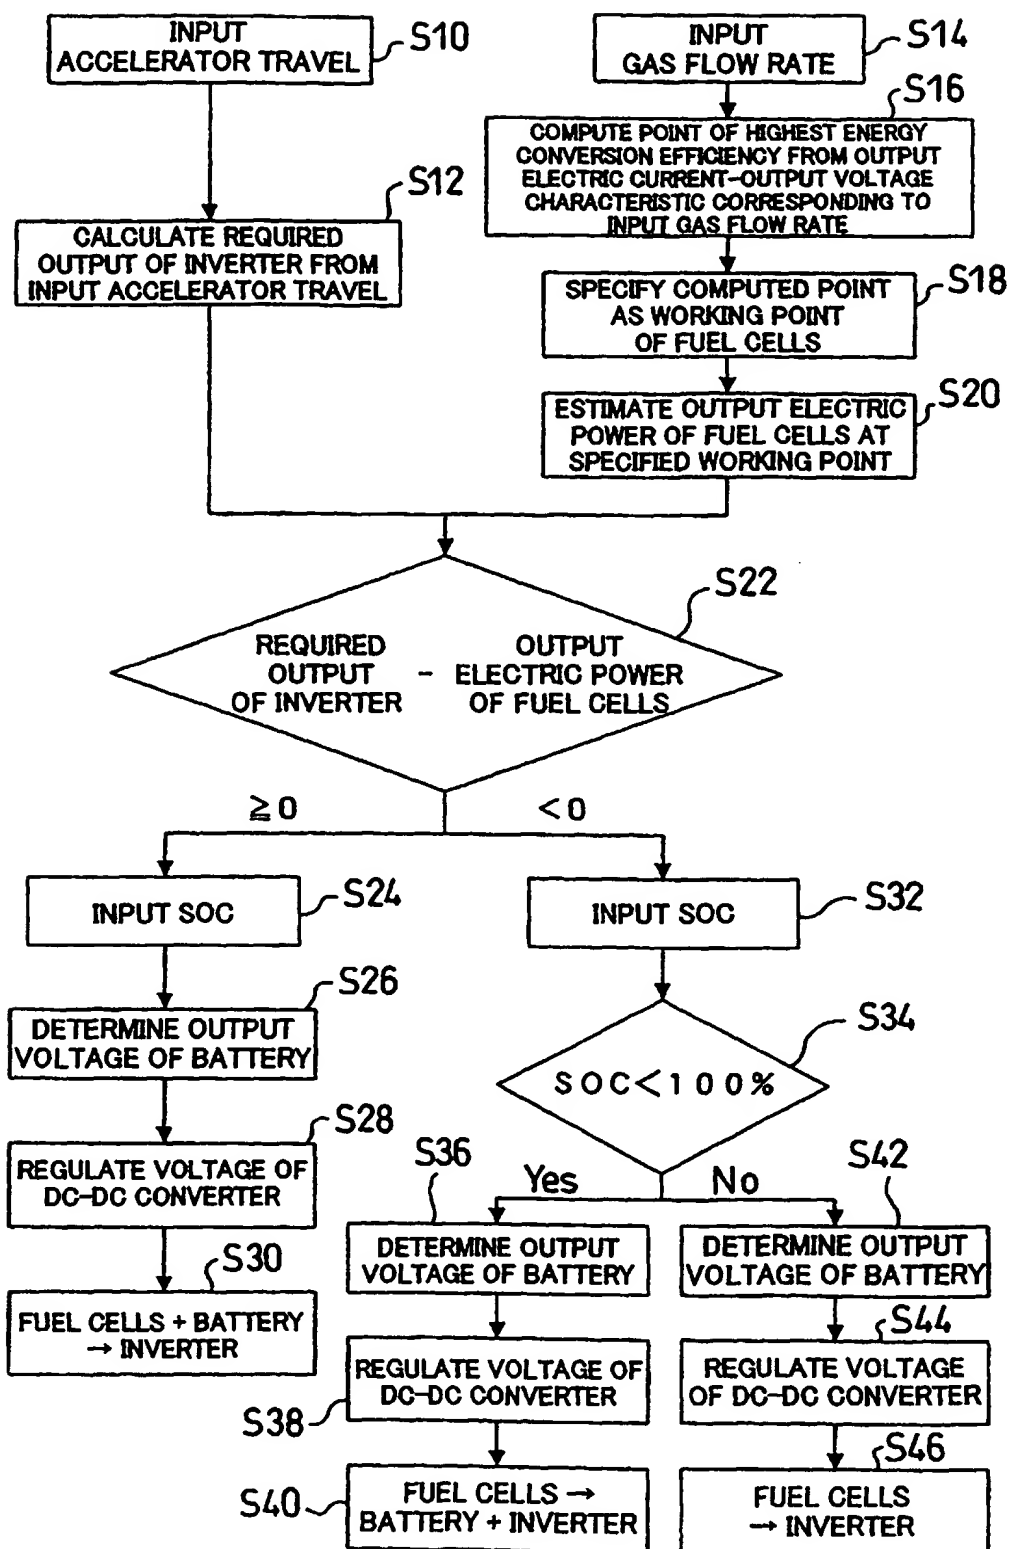 INPUT
ACCELERATOR TRAVEL
S10
INPUT
GAS FLOW RATE
S14
S16
COMPUTE POINT OF HIGHEST ENERGY
CONVERSION EFFICIENCY FROM OUTPUT
ELECTRIC CURRENT-OUTPUT VOLTAGE
CHARACTERISTIC CORRESPONDING TO
INPUT GAS FLOW RATE
S12
CALCULATE REQUIRED
OUTPUT OF INVERTER FROM
INPUT ACCELERATOR TRAVEL
S18
SPECIFY COMPUTED POINT
AS WORKING POINT
OF FUEL CELLS
S20
ESTIMATE OUTPUT ELECTRIC
POWER OF FUEL CELLS AT
SPECIFIED WORKING POINT
S22
REQUIRED
OUTPUT
OF INVERTER
-
OUTPUT
ELECTRIC POWER
OF FUEL CELLS
≧0
<0
INPUT SOC
S24
INPUT SOC
S32
S26
DETERMINE OUTPUT
VOLTAGE OF BATTERY
S34
SOC<100%
S28
REGULATE VOLTAGE OF
DC-DC CONVERTER
S36
Yes
No
S42
DETERMINE OUTPUT
VOLTAGE OF BATTERY
DETERMINE OUTPUT
VOLTAGE OF BATTERY
S30
FUEL CELLS + BATTERY
→ INVERTER
S44
REGULATE VOLTAGE OF
DC-DC CONVERTER
S38
REGULATE VOLTAGE
OF DC-DC CONVERTER
S46
S40
FUEL CELLS →
BATTERY + INVERTER
FUEL CELLS
→ INVERTER